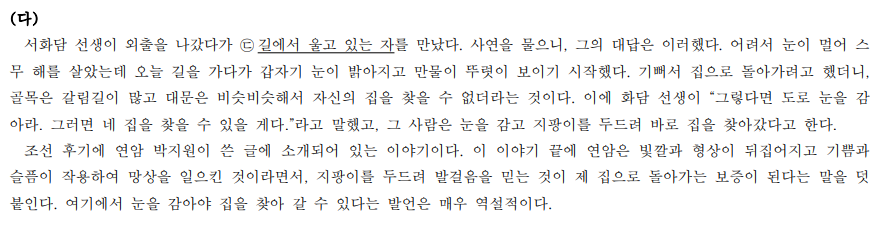 (다)
서화담 선생이 외출을 나갔다가 ㉢길에서 울고 있는 자를 만났다. 사연을 물으니, 그의 대답은 이러했다. 어려서 눈이 멀어 스
무 해를 살았는데 오늘 길을 가다가 갑자기 눈이 밝아지고 만물이 뚜렷이 보이기 시작했다. 기뻐서 집으로 돌아가려고 했더니,
골목은 갈림길이 많고 대문은 비슷비슷해서 자신의 집을 찾을 수 없더라는 것이다. 이에 화담 선생이 “그렇다면 도로 눈을 감
아라. 그러면 네 집을 찾을 수 있을 게다.”라고 말했고, 그 사람은 눈을 감고 지팡이를 두드려 바로 집을 찾아갔다고 한다.
조선 후기에 연암 박지원이 쓴 글에 소개되어 있는 이야기이다. 이 이야기 끝에 연암은 빛깔과 형상이 뒤집어지고 기쁨과
슬픔이 작용하여 망상을 일으킨 것이라면서, 지팡이를 두드려 발걸음을 믿는 것이 제 집으로 돌아가는 보증이 된다는 말을 덧
붙인다. 여기에서 눈을 감아야 집을 찾아 갈 수 있다는 발언은 매우 역설적이다.